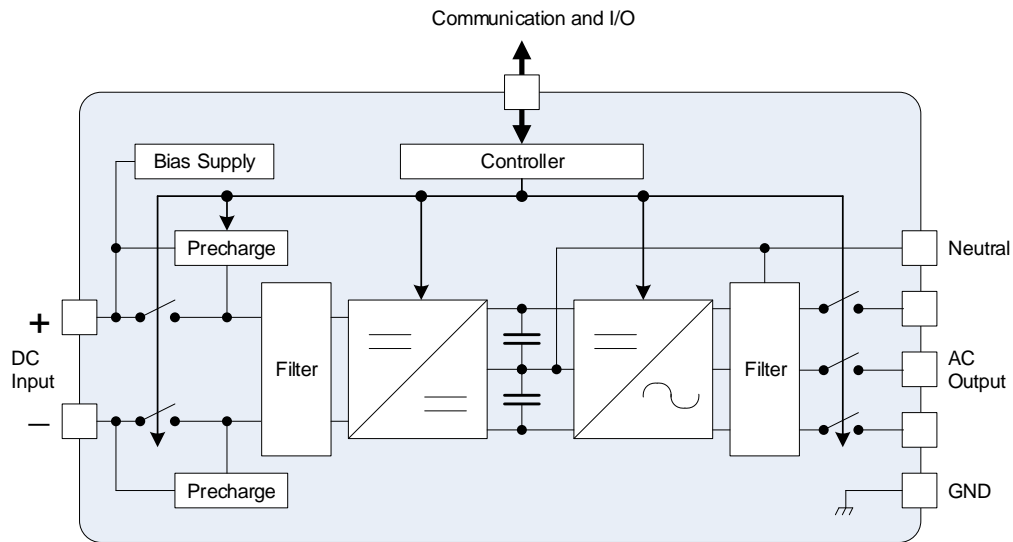 Communication and I/O
Bias Supply
Controller
Precharge
Neutral
+
DC
Input
–
Filter
Filter
AC
Output
Precharge
GND